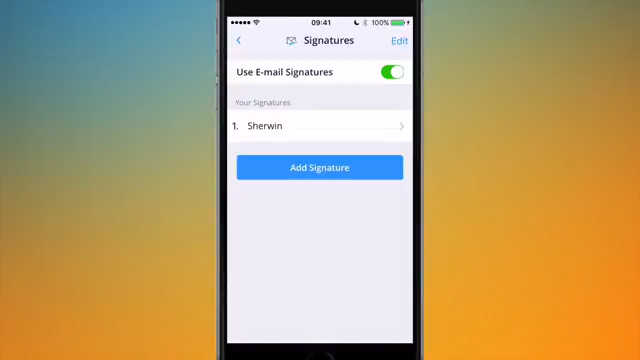 09:41 100%
Signatures Edit
Use E-mail Signatures
Your Signatures
1. Sherwin
Add Signature